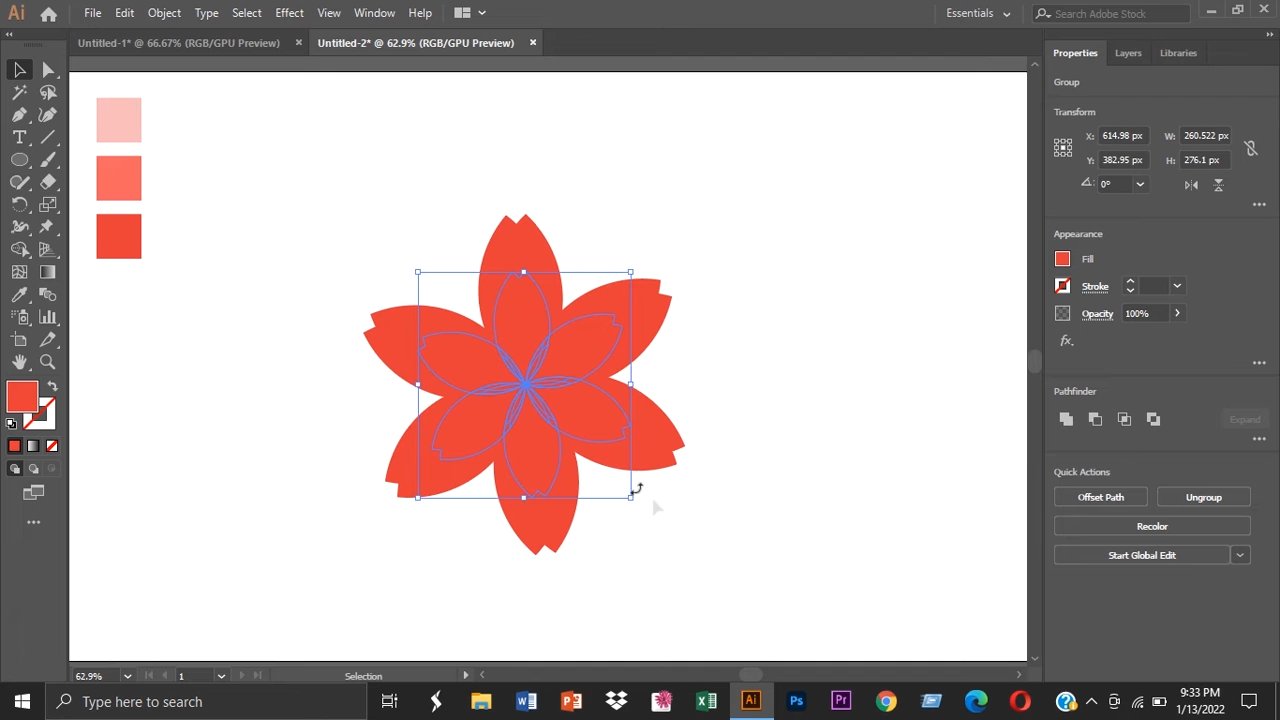 Ai File Edit Object Type Select Effect View Window Help Essentials Search Adobe Stock
Untitled-1* @ 66.67% (RGB/GPU Preview) × Untitled-2* @ 62.9% (RGB/GPU Preview) ×
Properties Layers Libraries
Group
Transform
X: 614.98 px W: 260.522 px
Y: 382.95 px H: 276.1 px
0°
Appearance
Fill
Stroke
Opacity 100%
fx.
Pathfinder
Expand
Quick Actions
Offset Path Ungroup
Recolor
Start Global Edit
62.9% 1 Selection
Type here to search
Ai Ps Pr
9:33 PM
1/13/2022